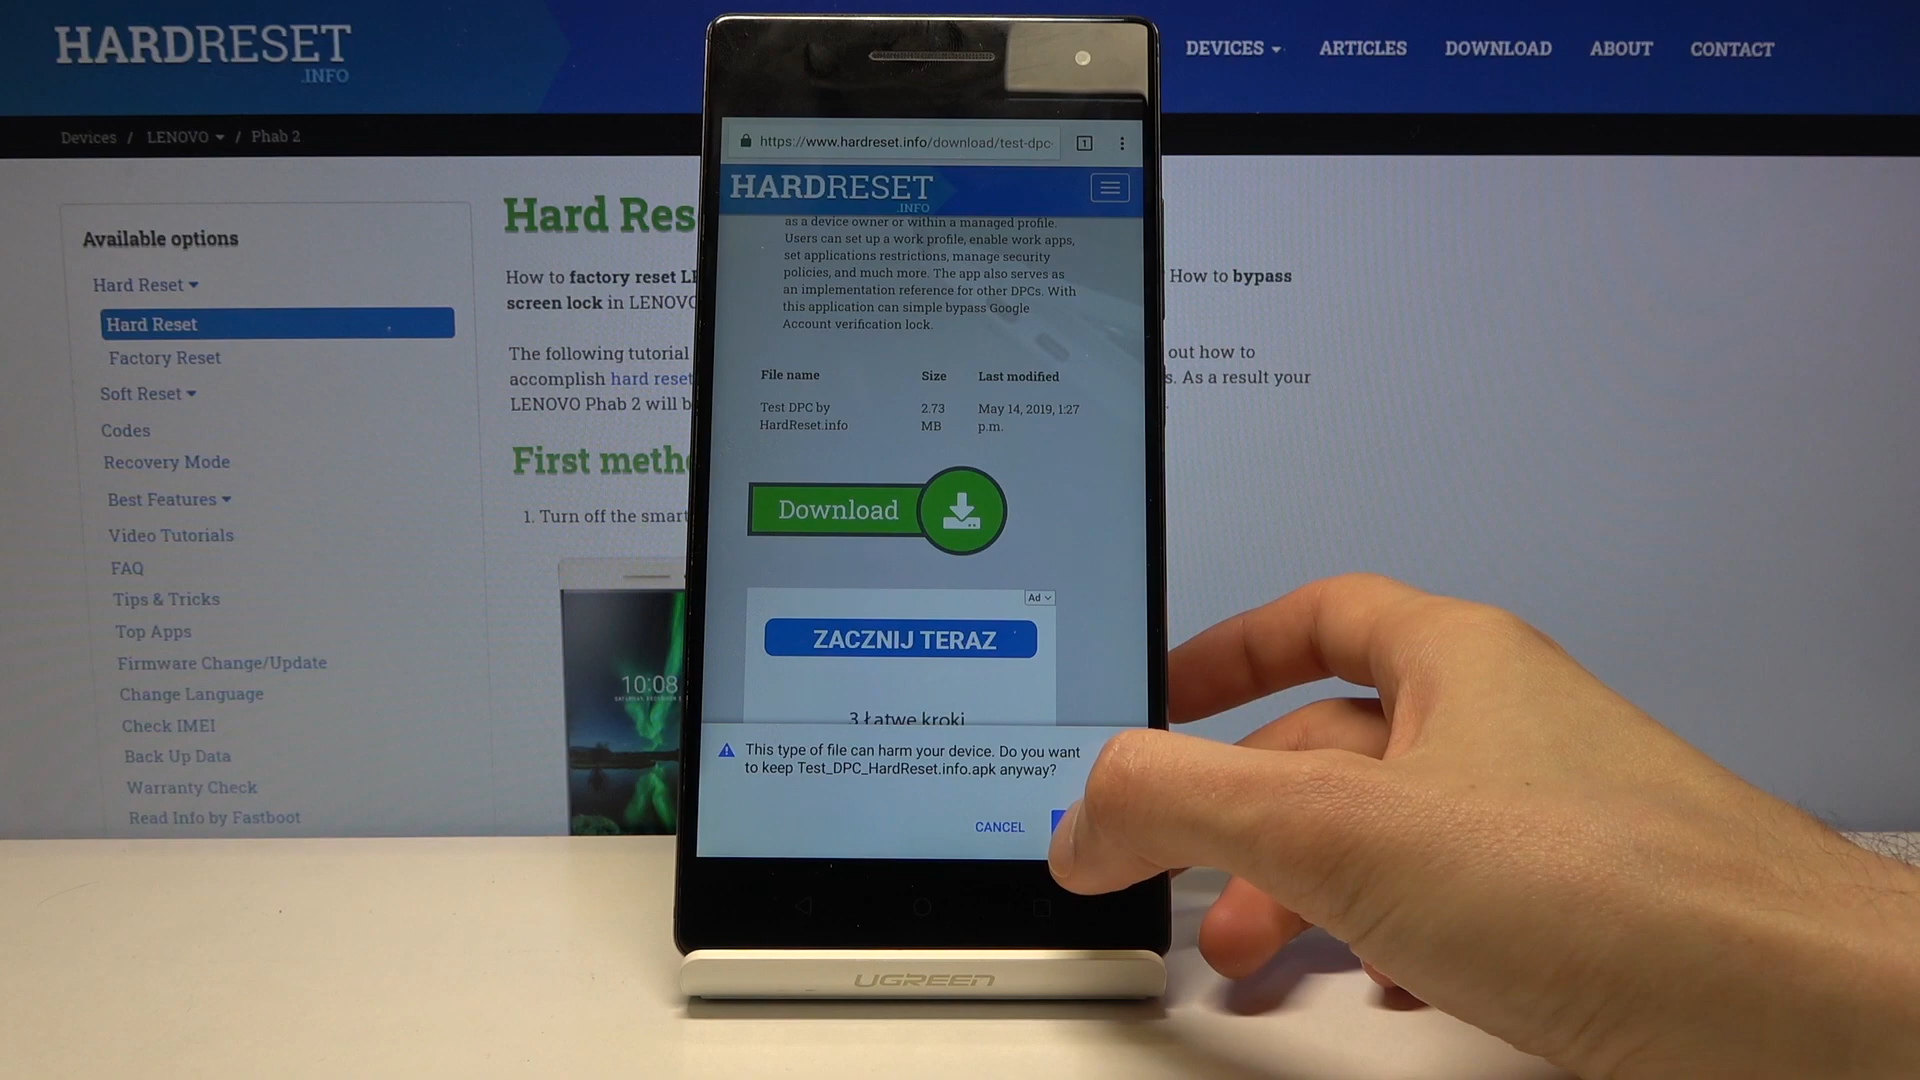 HARDRESET
.INFO
DEVICES
ARTICLES
DOWNLOAD
ABOUT
CONTACT
Devices / LENOVO / Phab 2
Available options
Hard Reset
Hard Reset
Factory Reset
Soft Reset
Codes
Recovery Mode
Best Features
Video Tutorials
FAQ
Tips & Tricks
Top Apps
Firmware Change/Update
Change Language
Check IMEI
Back Up Data
Warranty Check
Read Info by Fastboot
Hard Res
How to factory reset
screen lock in LENOVO
How to bypass
The following tutorial
out how to
accomplish hard reset
As a result your
LENOVO Phab 2 will
First meth
1. Turn off the smart
10:08
https://www.hardreset.info/download/test-dpc
1
HARDRESET
.INFO
as a device owner or within a managed profile.
Users can set up a work profile, enable work apps,
set applications restrictions, manage security
policies, and much more. The app also serves as
an implementation reference for other DPCs. With
this application can simple bypass Google
Account verification lock.
File name Size Last modified
Test DPC by 2.73 May 14, 2019, 1:27
HardReset.info MB p.m.
Download
Ad
ZACZNIJ TERAZ
3 Łatwe kroki
This type of file can harm your device. Do you want
to keep Test_DPC_HardReset.info.apk anyway?
CANCEL
UGREEN